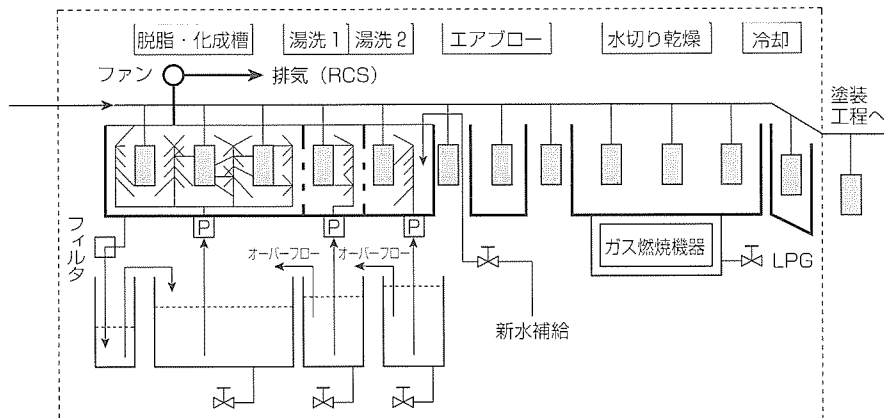 脱脂・化成槽
湯洗1
湯洗2
エアブロー
水切り乾燥
冷却
ファン
排気（RCS）
塗装
工程へ
フィルタ
P
P
P
オーバーフロー
オーバーフロー
ガス燃焼機器
LPG
新水補給